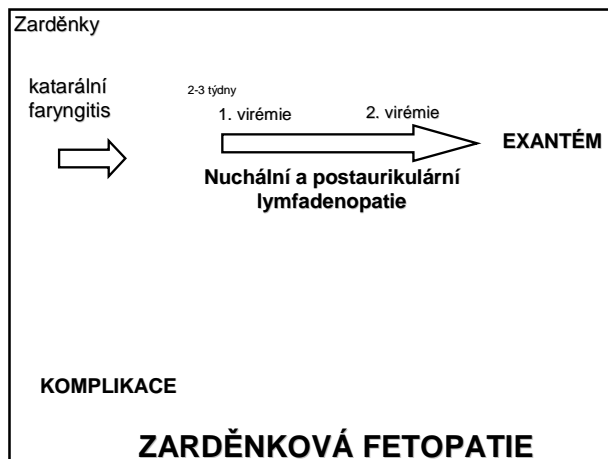 Zarděnky
katarální
faryngitis
2-3 týdny
1. virémie
2. virémie
EXANTÉM
Nuchální a postaurikulární
lymfadenopatie
KOMPLIKACE
ZARDĚNKOVÁ FETOPATIE